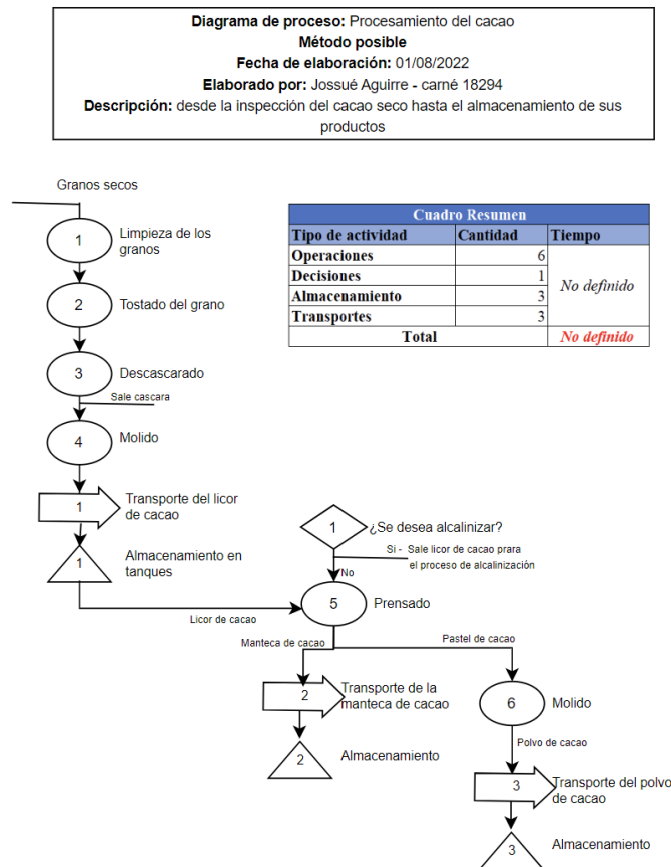 Diagrama de proceso: Procesamiento del cacao
Método posible
Fecha de elaboración: 01/08/2022
Elaborado por: Jossué Aguirre - carné 18294
Descripción: desde la inspección del cacao seco hasta el almacenamiento de sus
productos
Granos secos
1
Limpieza de los
granos
2
Tostado del grano
3
Descascarado
Sale cascara
4
Molido
1
Transporte del licor
de cacao
1
Almacenamiento en
tanques
Licor de cacao
Cuadro Resumen
Tipo de actividad Cantidad Tiempo
Operaciones 6
Decisiones 1
No definido
Almacenamiento 3
Transportes 3
Total No definido
1
¿Se desea alcalinizar?
Si - Sale licor de cacao prara
el proceso de alcalinización
No
5
Prensado
Manteca de cacao
Pastel de cacao
2
Transporte de la
manteca de cacao
2
Almacenamiento
6
Molido
Polvo de cacao
3
Transporte del polvo
de cacao
3
Almacenamiento